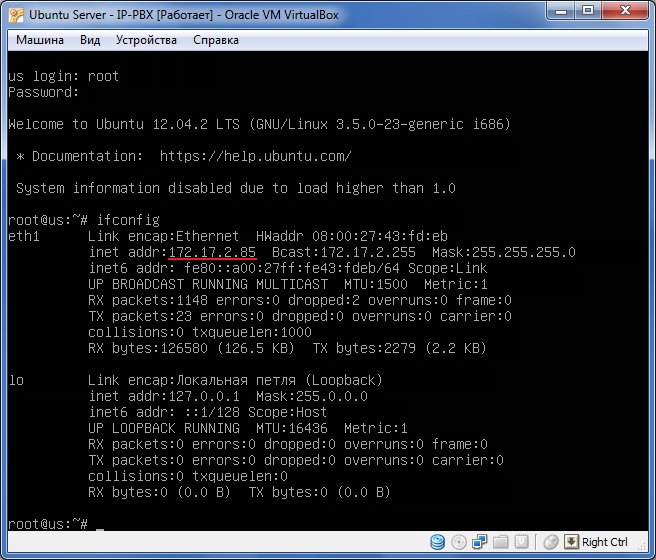 Ubuntu Server - IP-PBX [Работает] - Oracle VM VirtualBox
Машина Вид Устройства Справка
us login: root
Password:
Welcome to Ubuntu 12.04.2 LTS (GNU/Linux 3.5.0-23-generic i686)
* Documentation: https://help.ubuntu.com/
System information disabled due to load higher than 1.0
root@us:~# ifconfig
eth1 Link encap:Ethernet HWaddr 08:00:27:43:fd:eb
inet addr:172.17.2.85 Bcast:172.17.2.255 Mask:255.255.255.0
inet6 addr: fe80::a00:27ff:fe43:fdeb/64 Scope:Link
UP BROADCAST RUNNING MULTICAST MTU:1500 Metric:1
RX packets:1148 errors:0 dropped:2 overruns:0 frame:0
TX packets:23 errors:0 dropped:0 overruns:0 carrier:0
collisions:0 txqueuelen:1000
RX bytes:126580 (126.5 KB) TX bytes:2279 (2.2 KB)
lo Link encap:Локальная петля (Loopback)
inet addr:127.0.0.1 Mask:255.0.0.0
inet6 addr: ::1/128 Scope:Host
UP LOOPBACK RUNNING MTU:16436 Metric:1
RX packets:0 errors:0 dropped:0 overruns:0 frame:0
TX packets:0 errors:0 dropped:0 overruns:0 carrier:0
collisions:0 txqueuelen:0
RX bytes:0 (0.0 B) TX bytes:0 (0.0 B)
root@us:~# _
Right Ctrl